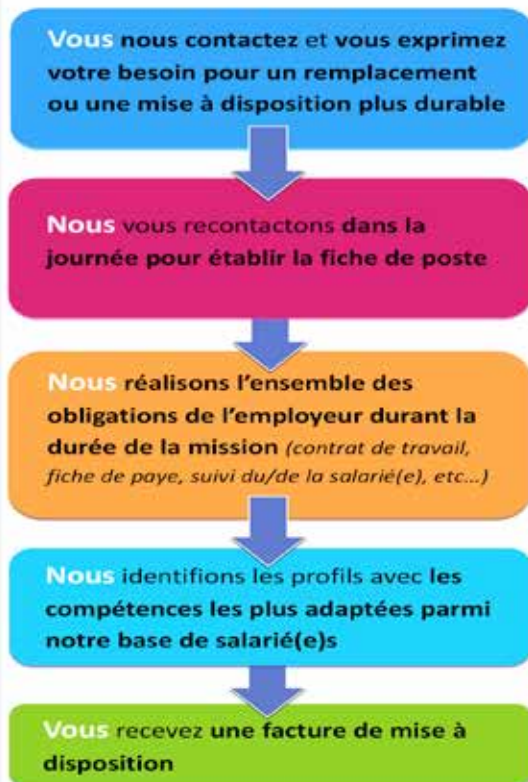 Vous nous contactez et vous exprimez
votre besoin pour un remplacement
ou une mise à disposition plus durable
Nous vous recontactons dans la
journée pour établir la fiche de poste
Nous réalisons l'ensemble des
obligations de l'employeur durant la
durée de la mission (contrat de travail,
fiche de paye, suivi du/de la salarié(e), etc...)
Nous identifions les profils avec les
compétences les plus adaptées parmi
notre base de salarié(e)s
Vous recevez une facture de mise à
disposition